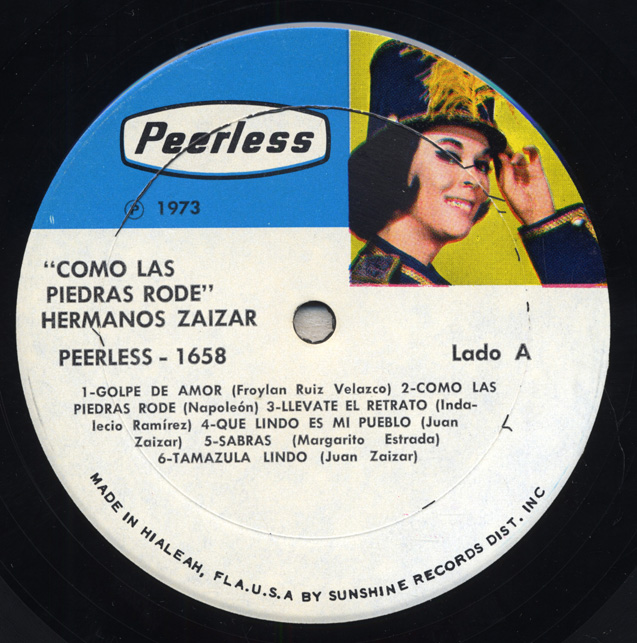 Peerless
Ⓟ 1973
“COMO LAS
PIEDRAS RODE”
HERMANOS ZAIZAR
PEERLESS - 1658
Lado A
1-GOLPE DE AMOR (Froylan Ruiz Velazco) 2-COMO LAS
PIEDRAS RODE (Napoleón) 3-LLEVATE EL RETRATO (Inda-
lecio Ramírez) 4-QUE LINDO ES MI PUEBLO (Juan
Zaizar) 5-SABRAS (Margarito Estrada)
6-TAMAZULA LINDO (Juan Zaizar)
MADE IN HIALEAH, FLA.U.S.A BY SUNSHINE RECORDS DIST. INC